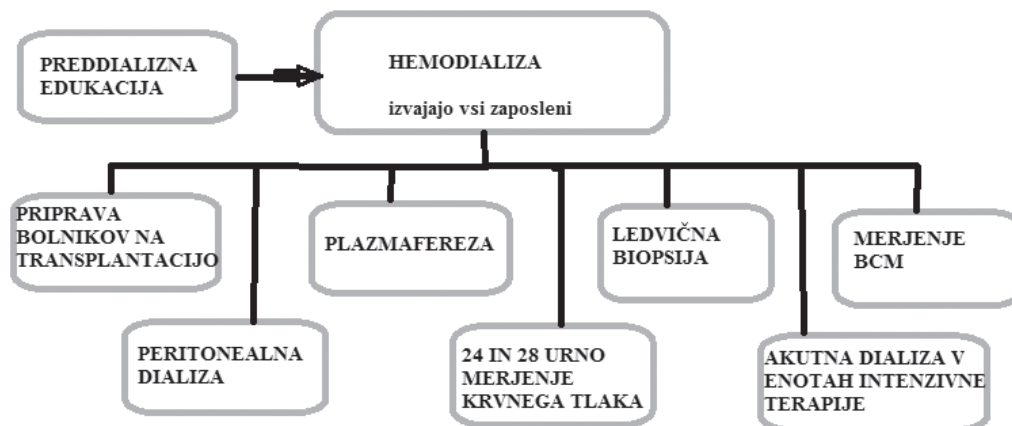 PREDDIALIZNA
EDUKACIJA
HEMODIALIZA
izvajajo vsi zaposleni
PRIPRAVA
BOLNIKOV NA
TRANSPLANTACIJO
PLAZMAFEREZA
LEDVIČNA
BIOPSIJA
MERJENJE
BCM
PERITONEALNA
DIALIZA
24 IN 28 URNO
MERJENJE
KRVNEGA TLAKA
AKUTNA DIALIZA V
ENOTAH INTENZIVNE
TERAPIJE